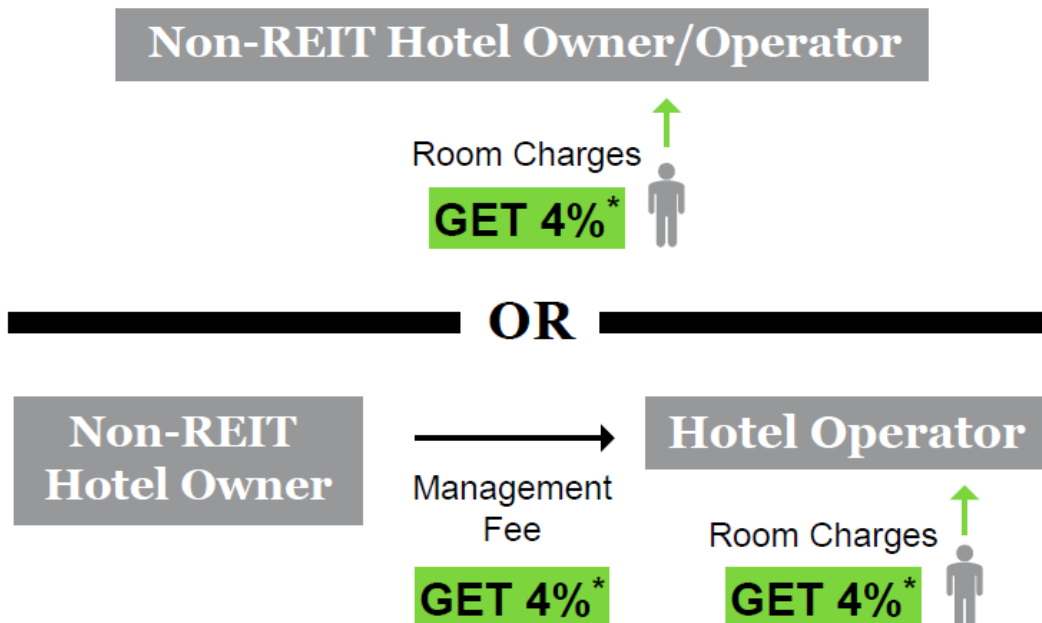 Non-REIT Hotel Owner/Operator
Room Charges
GET 4%*
OR
Non-REIT
Hotel Owner
Management
Fee
GET 4%*
Hotel Operator
Room Charges
GET 4%*